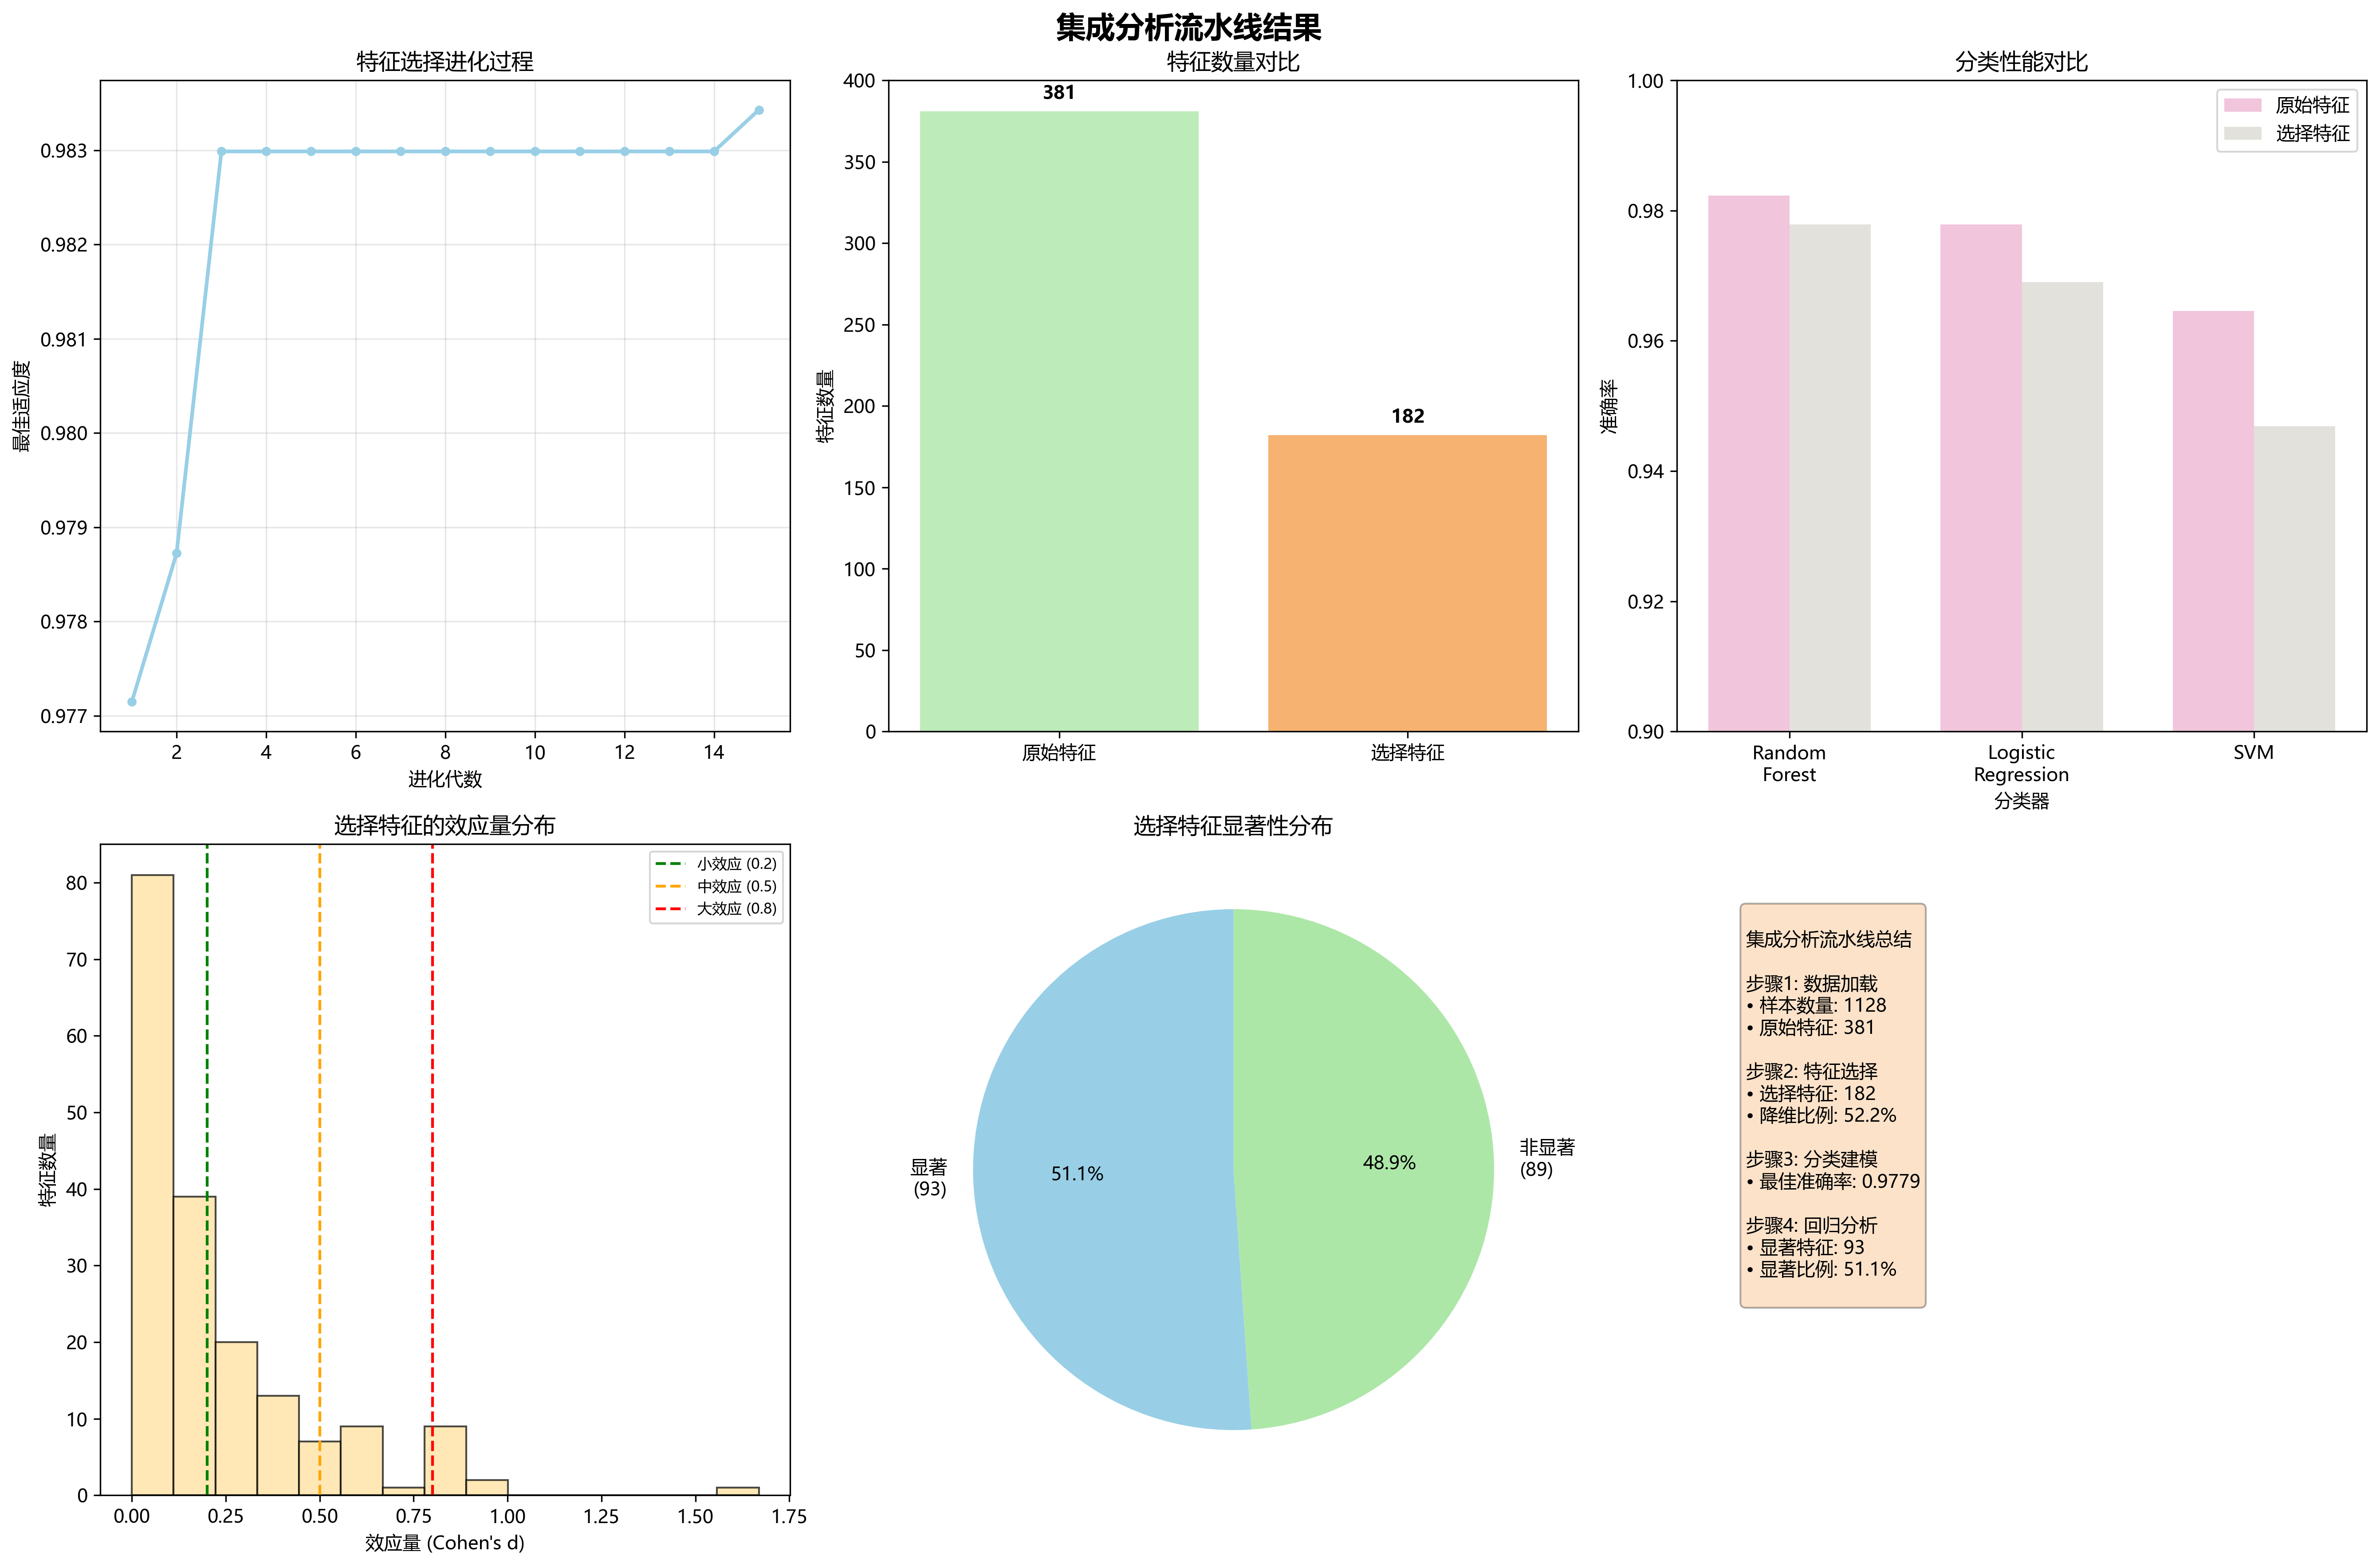 集成分析流水线结果
特征选择进化过程
最佳适应度
0.983
0.982
0.981
0.980
0.979
0.978
0.977
2
4
6
8
10
12
14
进化代数
特征数量对比
特征数量
400
350
300
250
200
150
100
50
0
381
182
原始特征
选择特征
分类性能对比
准确率
1.00
0.98
0.96
0.94
0.92
0.90
原始特征
选择特征
Random
Forest
Logistic
Regression
SVM
分类器
选择特征的效应量分布
特征数量
80
70
60
50
40
30
20
10
0
小效应 (0.2)
中效应 (0.5)
大效应 (0.8)
0.00
0.25
0.50
0.75
1.00
1.25
1.50
1.75
效应量 (Cohen's d)
选择特征显著性分布
显著
(93)
51.1%
48.9%
非显著
(89)
集成分析流水线总结
步骤1: 数据加载
• 样本数量: 1128
• 原始特征: 381
步骤2: 特征选择
• 选择特征: 182
• 降维比例: 52.2%
步骤3: 分类建模
• 最佳准确率: 0.9779
步骤4: 回归分析
• 显著特征: 93
• 显著比例: 51.1%